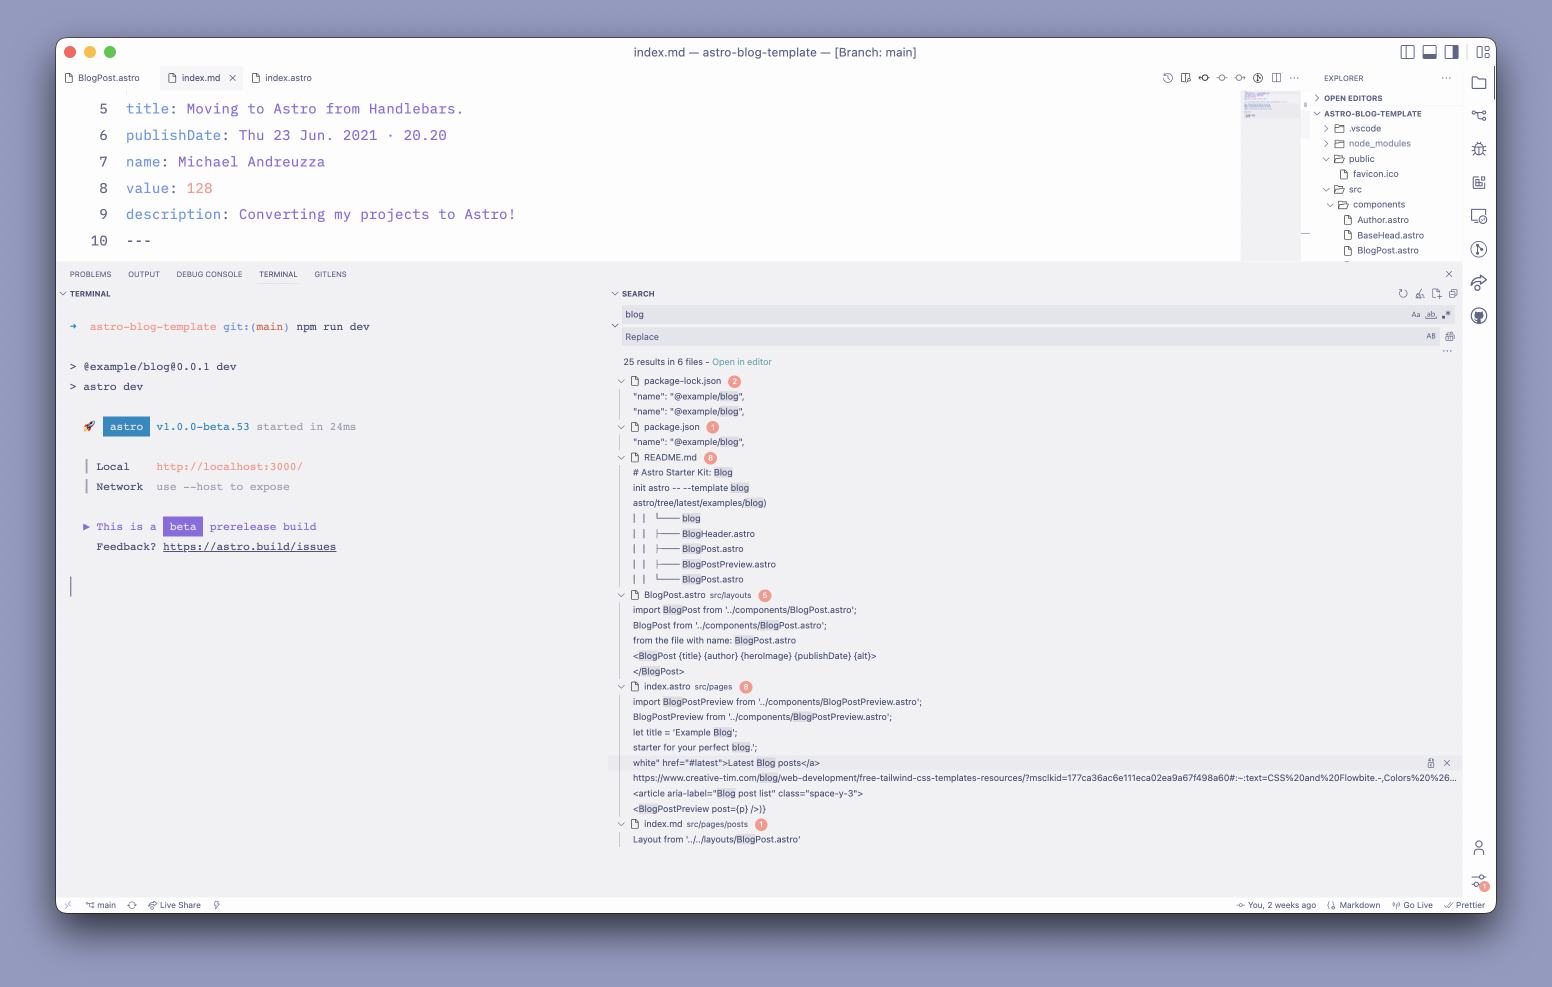 index.md — astro-blog-template — [Branch: main]
BlogPost.astro
index.md
index.astro
5 title: Moving to Astro from Handlebars.
6 publishDate: Thu 23 Jun. 2021 · 20.20
7 name: Michael Andreuzza
8 value: 128
9 description: Converting my projects to Astro!
10 ---
EXPLORER
OPEN EDITORS
ASTRO-BLOG-TEMPLATE
.vscode
node_modules
public
favicon.ico
src
components
Author.astro
BaseHead.astro
BlogPost.astro
PROBLEMS OUTPUT DEBUG CONSOLE TERMINAL GITLENS
TERMINAL
➜ astro-blog-template git:(main) npm run dev
> @example/blog@0.0.1 dev
> astro dev
🚀 astro v1.0.0-beta.53 started in 24ms
Local http://localhost:3000/
Network use --host to expose
▶ This is a beta prerelease build
Feedback? https://astro.build/issues
SEARCH
blog
Aa ab .*
Replace
AB
25 results in 6 files - Open in editor
package-lock.json 2
"name": "@example/blog",
"name": "@example/blog",
package.json 1
"name": "@example/blog",
README.md 8
# Astro Starter Kit: Blog
init astro -- --template blog
astro/tree/latest/examples/blog)
│ │ └── blog
│ │ ├── BlogHeader.astro
│ │ ├── BlogPost.astro
│ │ ├── BlogPostPreview.astro
│ │ └── BlogPost.astro
BlogPost.astro src/layouts 5
import BlogPost from '../components/BlogPost.astro';
BlogPost from '../components/BlogPost.astro';
from the file with name: BlogPost.astro
<BlogPost {title} {author} {heroImage} {publishDate} {alt}>
</BlogPost>
index.astro src/pages 8
import BlogPostPreview from '../components/BlogPostPreview.astro';
BlogPostPreview from '../components/BlogPostPreview.astro';
let title = 'Example Blog';
starter for your perfect blog.';
white" href="#latest">Latest Blog posts</a>
https://www.creative-tim.com/blog/web-development/free-tailwind-css-templates-resources/?msclkid=177ca36ac6e111eca02ea9a67f498a60#:~:text=CSS%20and%20Flowbite.-,Colors%20%26...
<article aria-label="Blog post list" class="space-y-3">
<BlogPostPreview post={p} />)}
index.md src/pages/posts 1
Layout from '../../layouts/BlogPost.astro'
1
main
Live Share
You, 2 weeks ago
Markdown
Go Live
Prettier